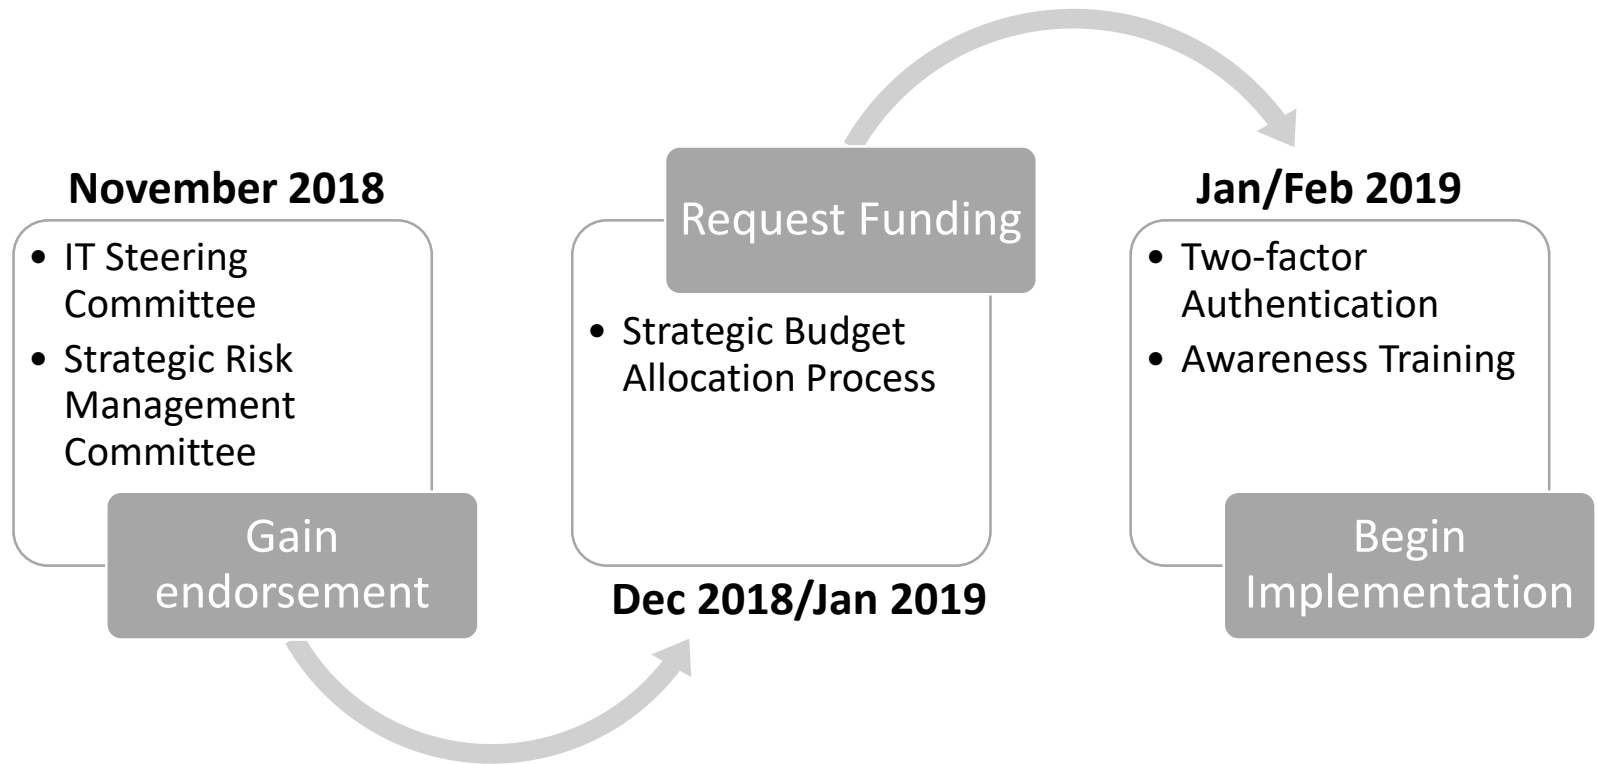 November 2018
• IT Steering
Committee
• Strategic Risk
Management
Committee
Gain
endorsement
Request Funding
• Strategic Budget
Allocation Process
Dec 2018/Jan 2019
Jan/Feb 2019
• Two-factor
Authentication
• Awareness Training
Begin
Implementation